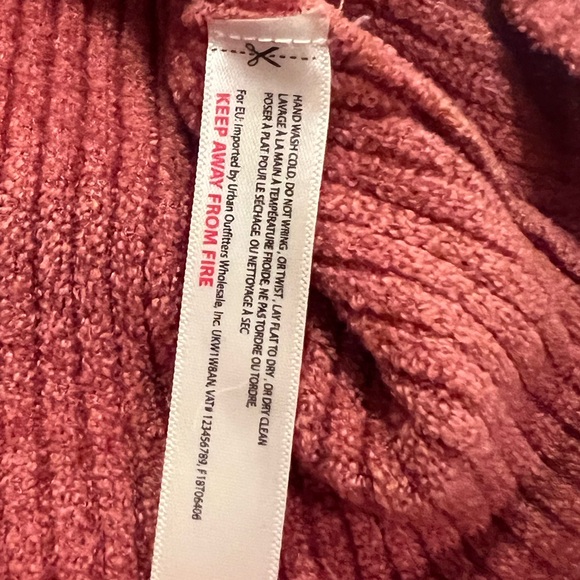 HAND WASH COLD, DO NOT WRING , OR TWIST , LAY FLAT TO DRY . OR DRY CLEAN
LAVAGE À LA MAIN À TEMPÉRATURE FROIDE, NE PAS TORDRE OU TORDRE,
POSER À PLAT POUR LE SÉCHAGE OU NETTOYAGE À SEC
For EU: Imported by Urban Outfitters Wholesale, Inc. UKW1W8AN, VAT# 123456789, F18T06406
KEEP AWAY FROM FIRE